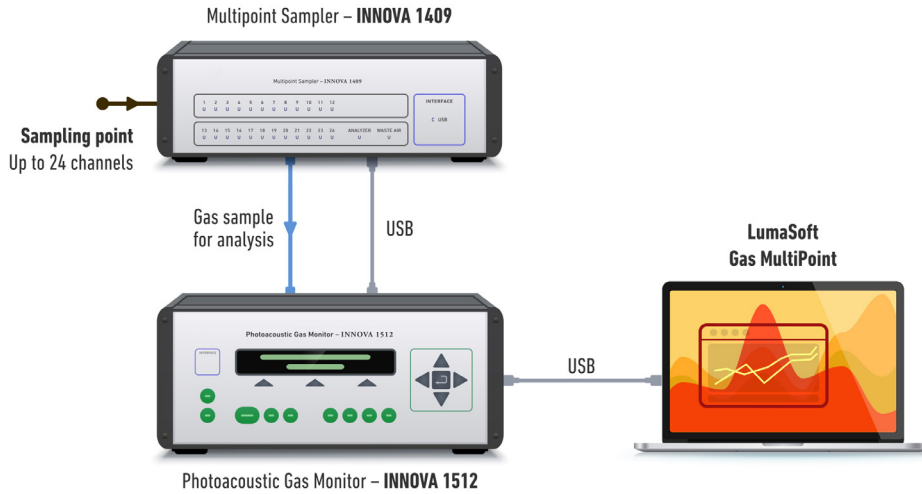 Multipoint Sampler – INNOVA 1409
Multipoint Sampler – INNOVA 1409
1 2 3 4 5 6 7 8 9 10 11 12
U U U U U U U U U U U U
INTERFACE
C USB
13 14 15 16 17 18 19 20 21 22 23 24 ANALYZER WASTE AIR
U U U U U U U U U U U U U U
Sampling point
Up to 24 channels
Gas sample
for analysis
USB
LumaSoft
Gas MultiPoint
Photoacoustic Gas Monitor – INNOVA 1512
INTERFACE
USB
Photoacoustic Gas Monitor – INNOVA 1512